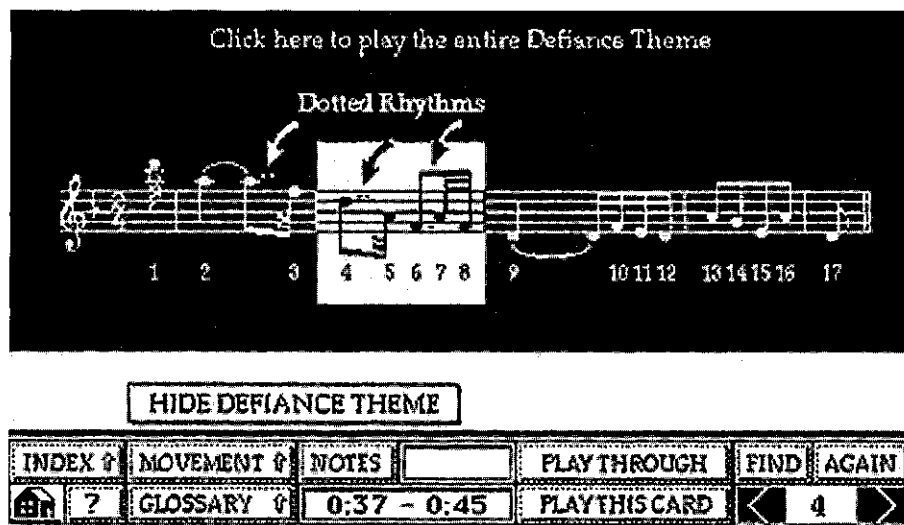 Click here to play the entire Defiance Theme
Dotted Rhythms
1 2 3 4 5 6 7 8 9 10 11 12 13 14 15 16 17
HIDE DEFIANCE THEME
INDEX ⇧ MOVEMENT ⇧ NOTES PLAY THROUGH FIND AGAIN
? GLOSSARY ⇧ 0:37 - 0:45 PLAY THIS CARD 4